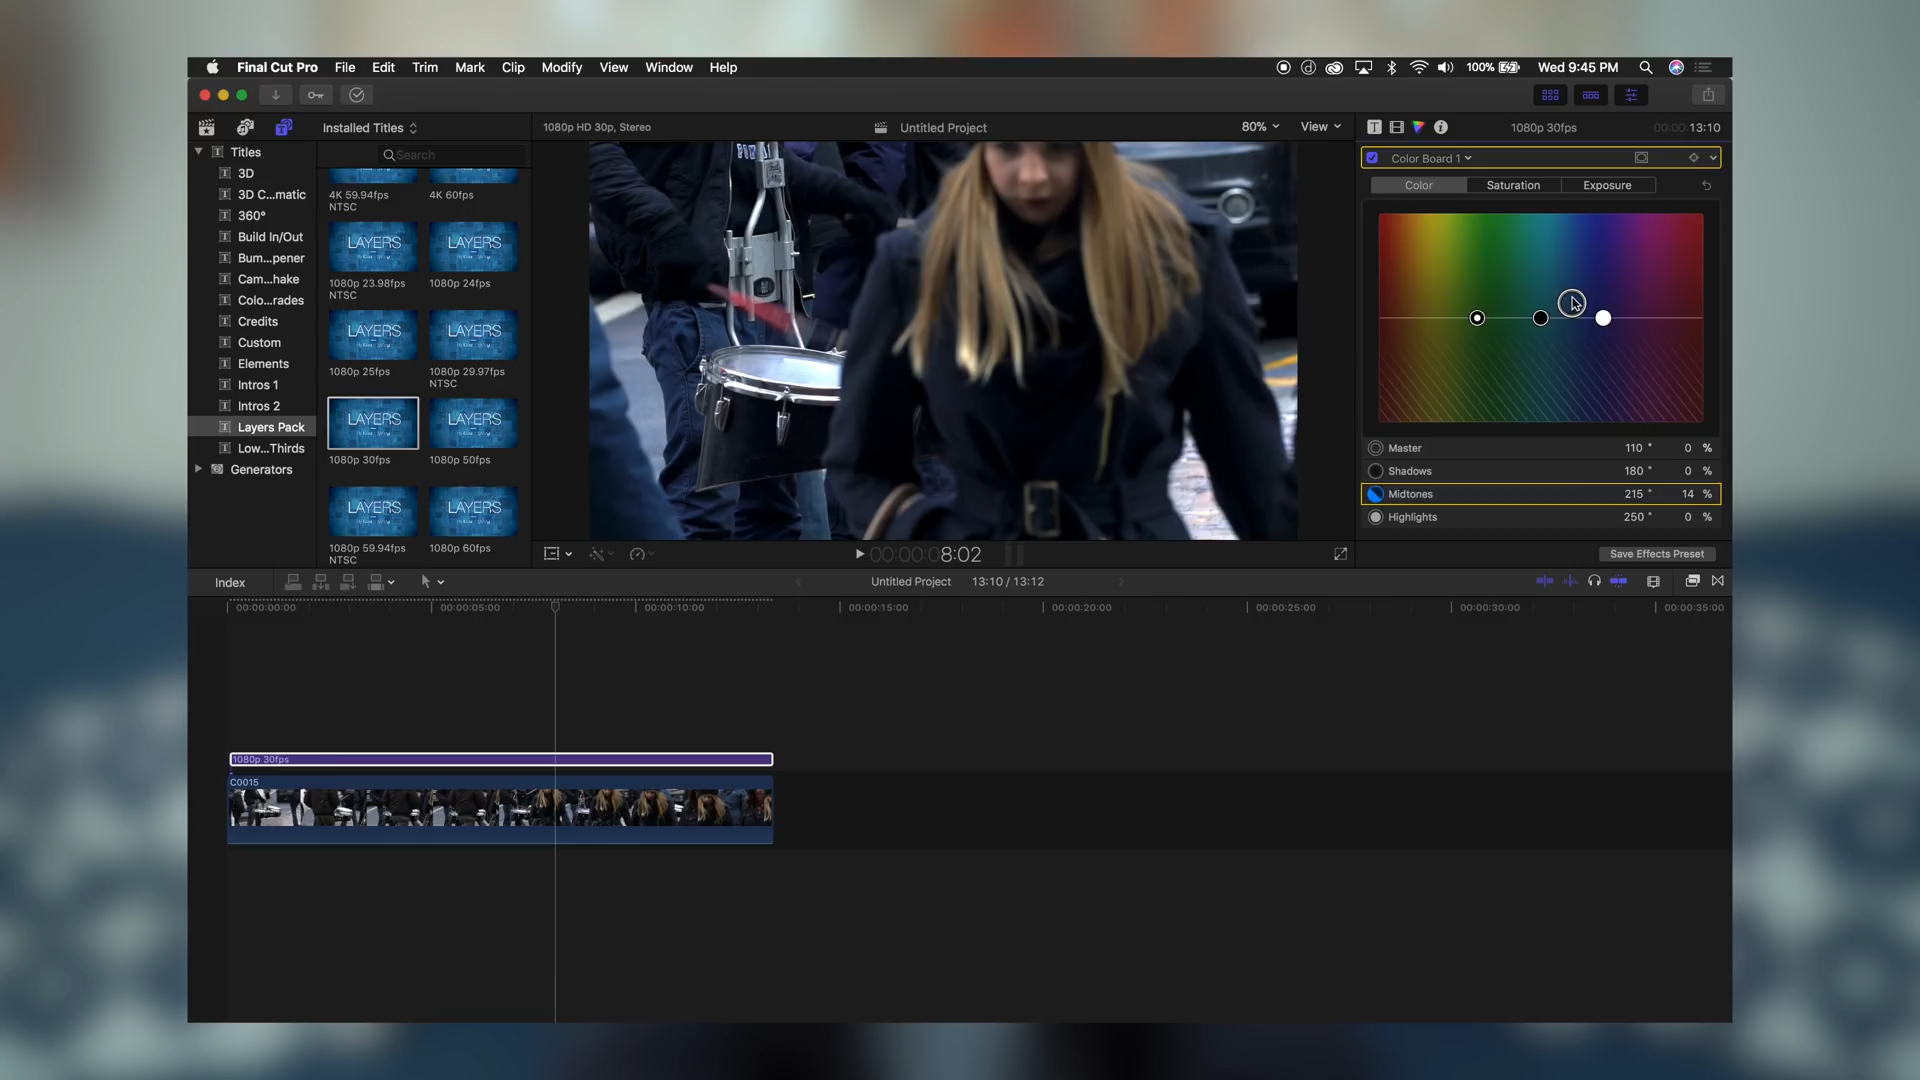 Final Cut Pro File Edit Trim Mark Clip Modify View Window Help
100% Wed 9:45 PM
Installed Titles
1080p HD 30p, Stereo
Untitled Project
80% View
1080p 30fps
00:00:13:10
Titles
3D
3D C...matic
360°
Build In/Out
Bum...pener
Cam...hake
Colo...rades
Credits
Custom
Elements
Intros 1
Intros 2
Layers Pack
Low...Thirds
Generators
Search
4K 59.94fps
NTSC
4K 60fps
LAYERS
LAYERS
1080p 23.98fps
NTSC
1080p 24fps
LAYERS
LAYERS
1080p 25fps
1080p 29.97fps
NTSC
LAYERS
LAYERS
1080p 30fps
1080p 50fps
LAYERS
LAYERS
1080p 59.94fps
NTSC
1080p 60fps
Color Board 1
Color Saturation Exposure
Master 110 ° 0 %
Shadows 180 ° 0 %
Midtones 215 ° 14 %
Highlights 250 ° 0 %
Save Effects Preset
00:00:08:02
Index
Untitled Project 13:10 / 13:12
00:00:00:00 00:00:05:00 00:00:10:00 00:00:15:00 00:00:20:00 00:00:25:00 00:00:30:00 00:00:35:00
1080p 30fps
C0015